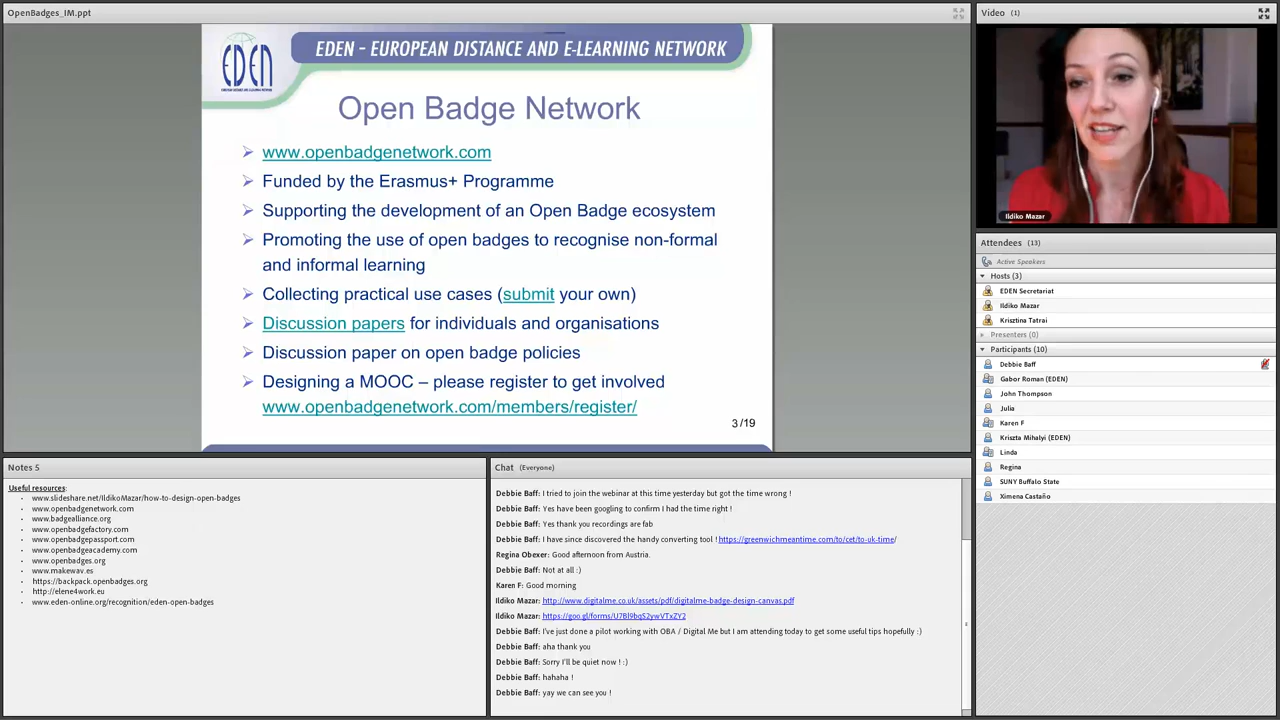 OpenBadges_IM.ppt
EDEN
EDEN - EUROPEAN DISTANCE AND E-LEARNING NETWORK
Open Badge Network
www.openbadgenetwork.com
Funded by the Erasmus+ Programme
Supporting the development of an Open Badge ecosystem
Promoting the use of open badges to recognise non-formal
and informal learning
Collecting practical use cases (submit your own)
Discussion papers for individuals and organisations
Discussion paper on open badge policies
Designing a MOOC – please register to get involved
www.openbadgenetwork.com/members/register/
3 /19
Video (1)
Ildiko Mazar
Attendees (13)
Active Speakers
Hosts (3)
EDEN Secretariat
Ildiko Mazar
Krisztina Tatrai
Presenters (0)
Participants (10)
Debbie Baff
Gabor Roman (EDEN)
John Thompson
Julia
Karen F
Kriszta Mihalyi (EDEN)
Linda
Regina
SUNY Buffalo State
Ximena Castaño
Notes 5
Useful resources:
www.slideshare.net/IldikoMazar/how-to-design-open-badges
www.openbadgenetwork.com
www.badgealliance.org
www.openbadgefactory.com
www.openbadgepassport.com
www.openbadgeacademy.com
www.openbadges.org
www.makewav.es
https://backpack.openbadges.org
http://elene4work.eu
www.eden-online.org/recognition/eden-open-badges
Chat (Everyone)
Debbie Baff: I tried to join the webinar at this time yesterday but got the time wrong !
Debbie Baff: Yes have been googling to confirm I had the time right !
Debbie Baff: Yes thank you recordings are fab
Debbie Baff: I have since discovered the handy converting tool ! https://greenwichmeantime.com/to/cet/to-uk-time/
Regina Obexer: Good afternoon from Austria.
Debbie Baff: Not at all :)
Karen F: Good morning
Ildiko Mazar: http://www.digitalme.co.uk/assets/pdf/digitalme-badge-design-canvas.pdf
Ildiko Mazar: https://goo.gl/forms/U7Bl9bqS2ywVTxZY2
Debbie Baff: I've just done a pilot working with OBA / Digital Me but I am attending today to get some useful tips hopefully :)
Debbie Baff: aha thank you
Debbie Baff: Sorry I'll be quiet now ! :)
Debbie Baff: hahaha !
Debbie Baff: yay we can see you !